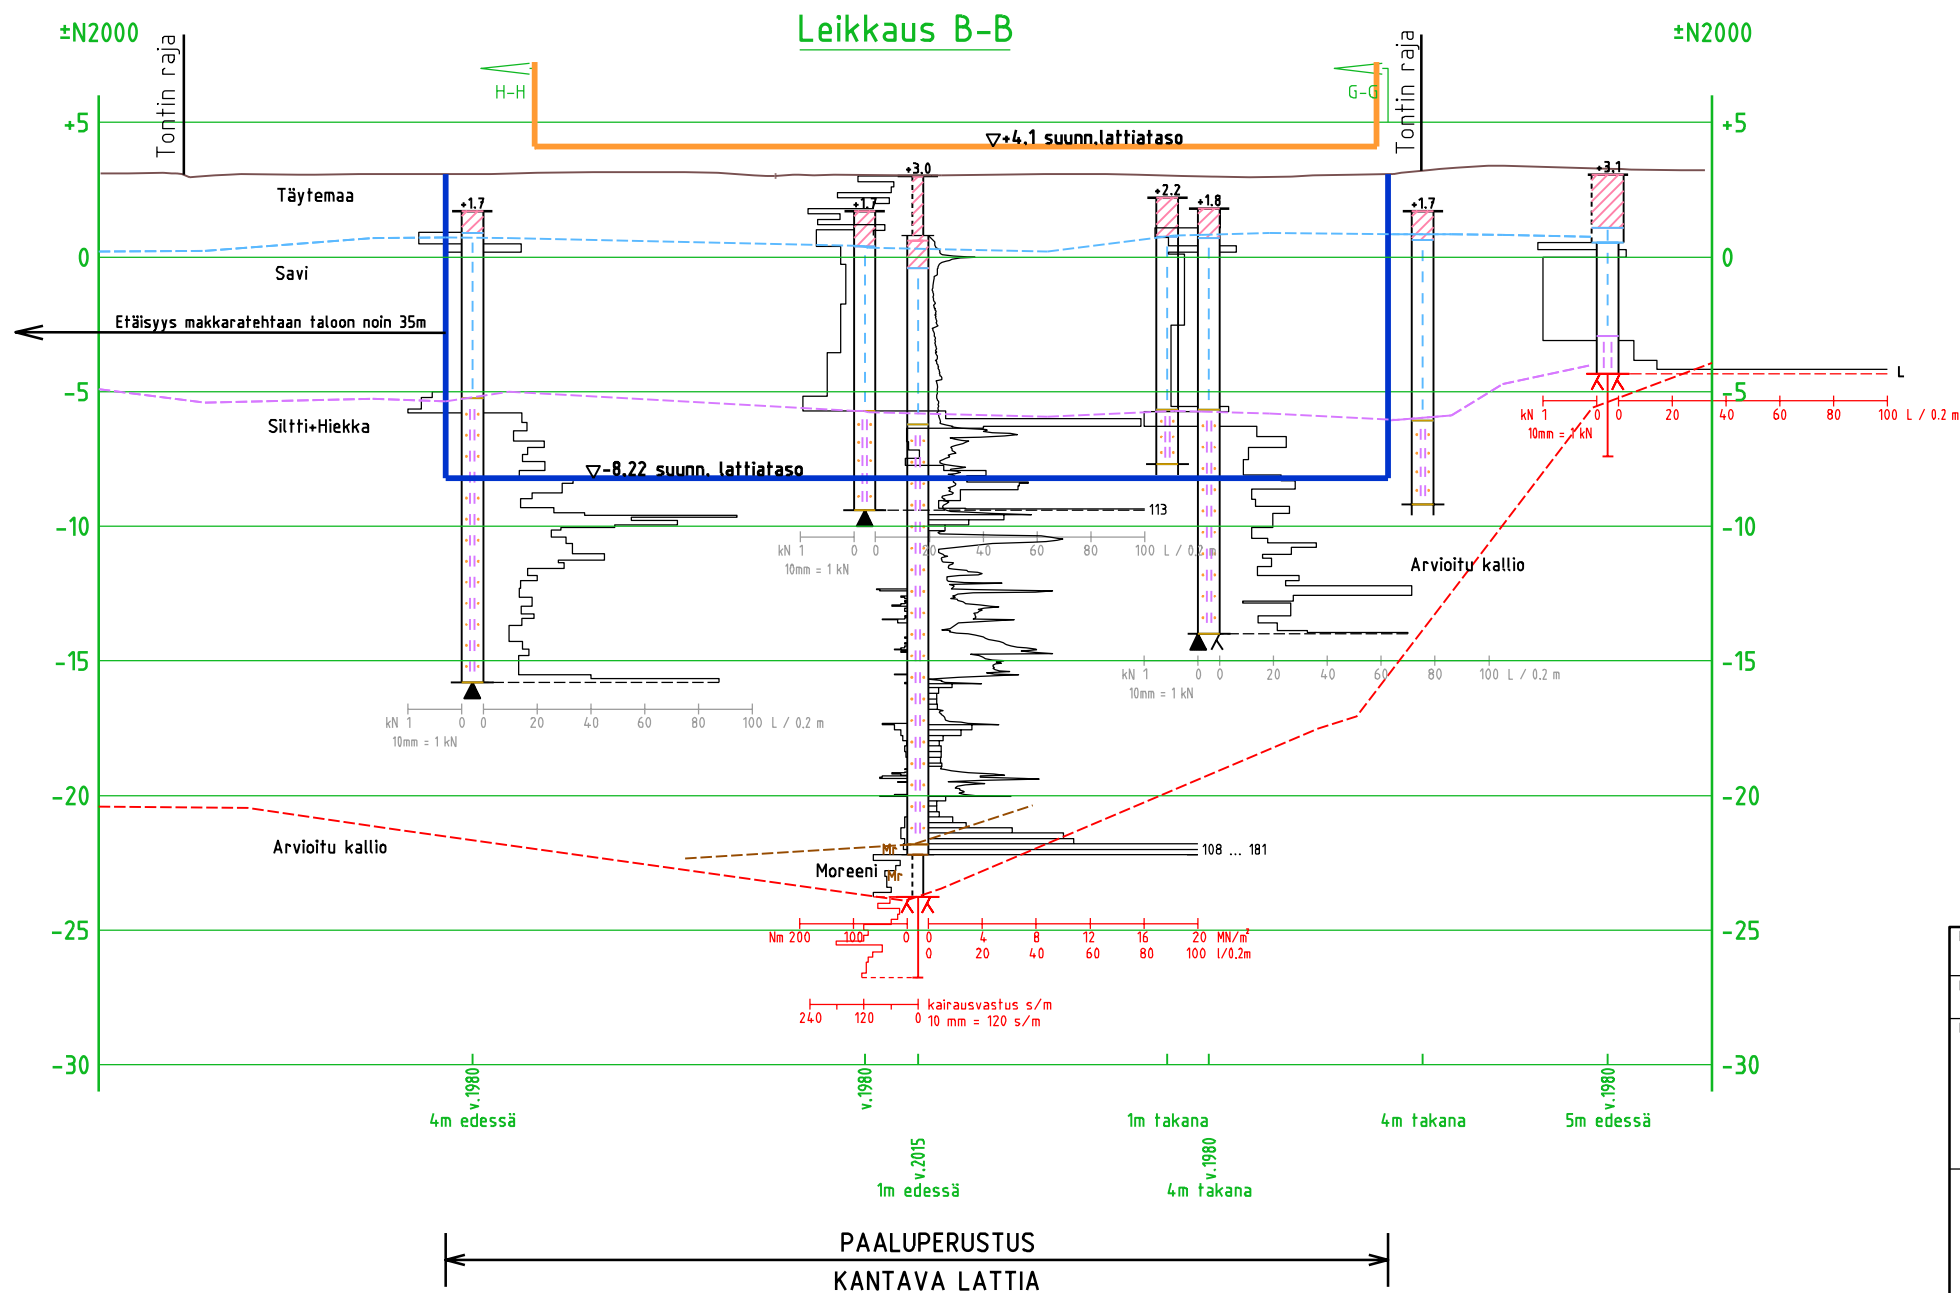 Leikkaus B-B
±N2000
±N2000
Tontin raja
Tontin raja
H-H
G-G
+5
+5
+4,1 suunn.lattiataso
+3.0
+3.1
Täytemaa
+1.7
+1.7
+2.2
+1.8
+1.7
0
0
Savi
Etäisyys makkaratehtaan taloon noin 35m
L
-5
-5
kN 1 0 0 20 40 60 80 100 L / 0.2 m
10mm = 1 kN
Siltti+Hiekka
-8,22 suunn. lattiataso
113
-10
-10
kN 1 0 0 20 40 60 80 100 L / 0.2 m
10mm = 1 kN
Arvioitu kallio
-15
-15
kN 1 0 0 20 40 60 80 100 L / 0.2 m
10mm = 1 kN
kN 1 0 0 20 40 60 80 100 L / 0.2 m
10mm = 1 kN
-20
-20
Arvioitu kallio
Mr
108 ... 181
Moreeni
Mr
-25
-25
Nm 200 100 0 0 4 8 12 16 20 MN/m²
0 20 40 60 80 100 l/0.2m
kairausvastus s/m
240 120 0 10 mm = 120 s/m
-30
-30
v.1980
v.1980
v.1980
4m edessä
1m takana
4m takana
5m edessä
v.2015
v.1980
1m edessä
4m takana
PAALUPERUSTUS
KANTAVA LATTIA